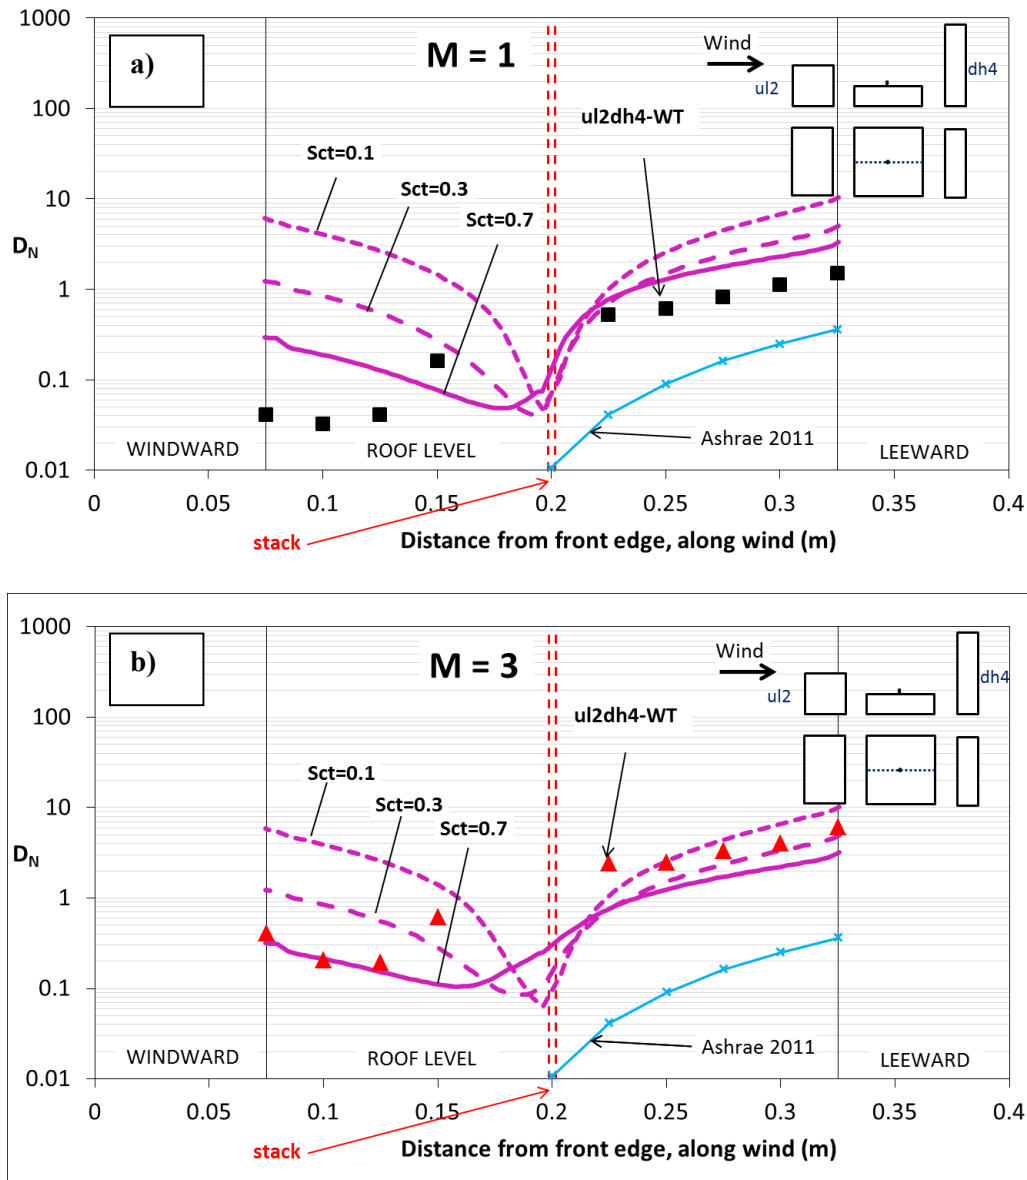 1000
a)
M = 1
Wind
ul2
dh4
100
ul2dh4-WT
Sct=0.1
10
Sct=0.3
Sct=0.7
DN
1
0.1
Ashrae 2011
WINDWARD
ROOF LEVEL
LEEWARD
0.01
0
0.05
0.1
0.15
0.2
0.25
0.3
0.35
0.4
stack
Distance from front edge, along wind (m)
1000
b)
M = 3
Wind
ul2
dh4
100
ul2dh4-WT
Sct=0.1
Sct=0.3
10
Sct=0.7
DN
1
0.1
Ashrae 2011
WINDWARD
ROOF LEVEL
LEEWARD
0.01
0
0.05
0.1
0.15
0.2
0.25
0.3
0.35
0.4
stack
Distance from front edge, along wind (m)